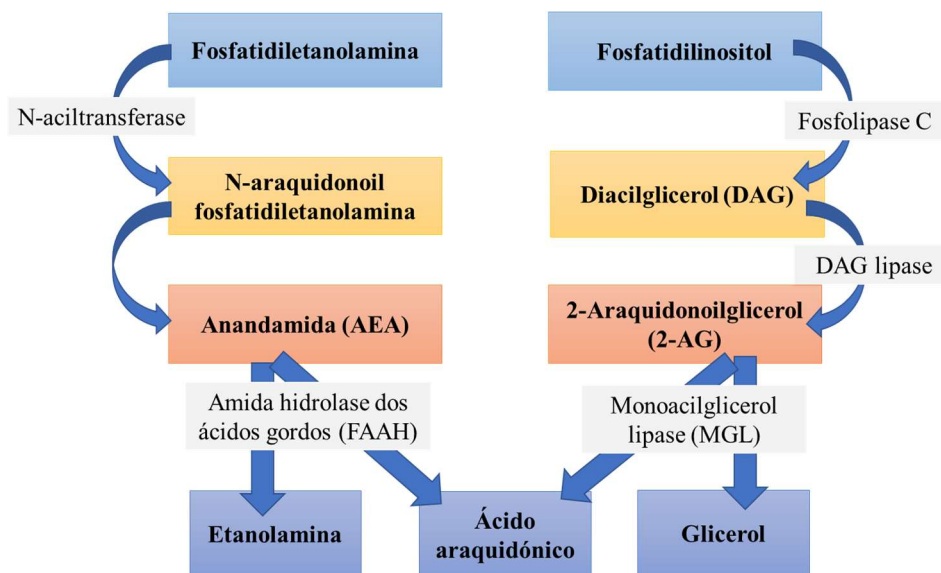 Fosfatidiletanolamina
Fosfatidilinositol
N-aciltransferase
Fosfolipase C
N-araquidonoil
fosfatidiletanolamina
Diacilglicerol (DAG)
DAG lipase
Anandamida (AEA)
2-Araquidonoilglicerol
(2-AG)
Amida hidrolase dos
ácidos gordos (FAAH)
Monoacilglicerol
lipase (MGL)
Etanolamina
Ácido
araquidónico
Glicerol